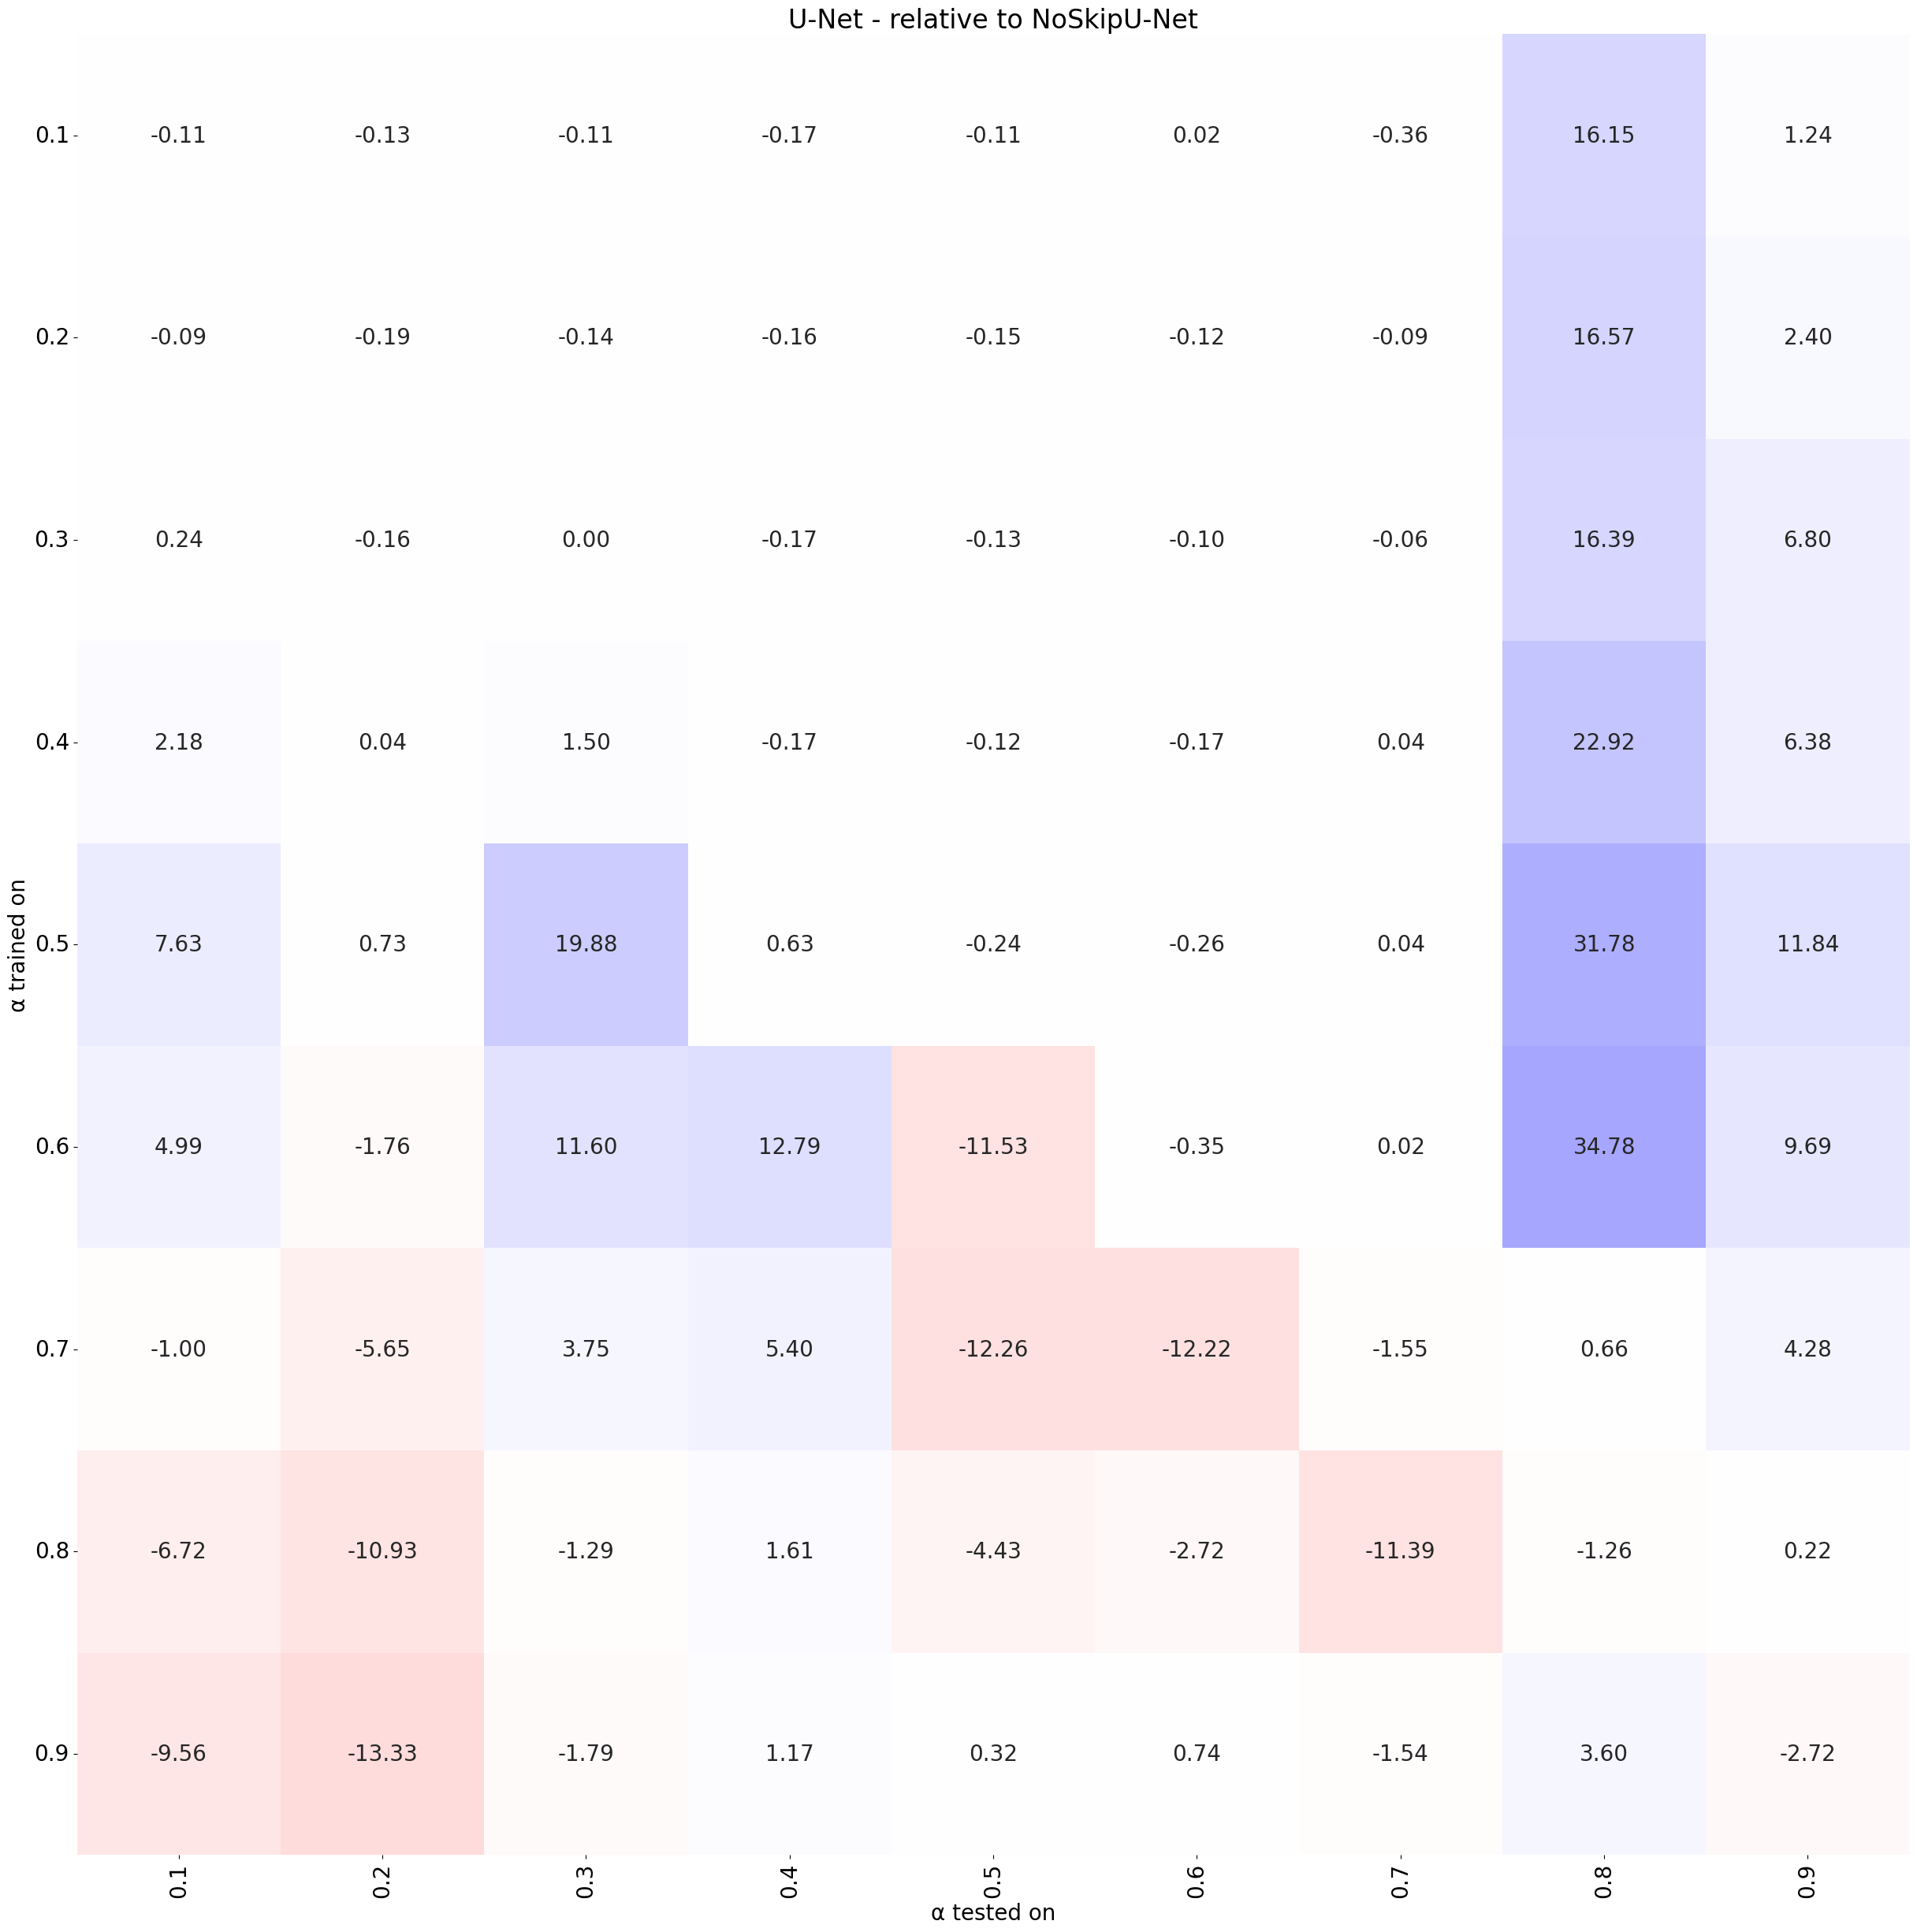 U-Net - relative to NoSkipU-Net
0.1 -0.11 -0.13 -0.11 -0.17 -0.11 0.02 -0.36 16.15 1.24
0.2 -0.09 -0.19 -0.14 -0.16 -0.15 -0.12 -0.09 16.57 2.40
0.3 0.24 -0.16 0.00 -0.17 -0.13 -0.10 -0.06 16.39 6.80
0.4 2.18 0.04 1.50 -0.17 -0.12 -0.17 0.04 22.92 6.38
α trained on
0.5 7.63 0.73 19.88 0.63 -0.24 -0.26 0.04 31.78 11.84
0.6 4.99 -1.76 11.60 12.79 -11.53 -0.35 0.02 34.78 9.69
0.7 -1.00 -5.65 3.75 5.40 -12.26 -12.22 -1.55 0.66 4.28
0.8 -6.72 -10.93 -1.29 1.61 -4.43 -2.72 -11.39 -1.26 0.22
0.9 -9.56 -13.33 -1.79 1.17 0.32 0.74 -1.54 3.60 -2.72
0.1 0.2 0.3 0.4 0.5 0.6 0.7 0.8 0.9
α tested on